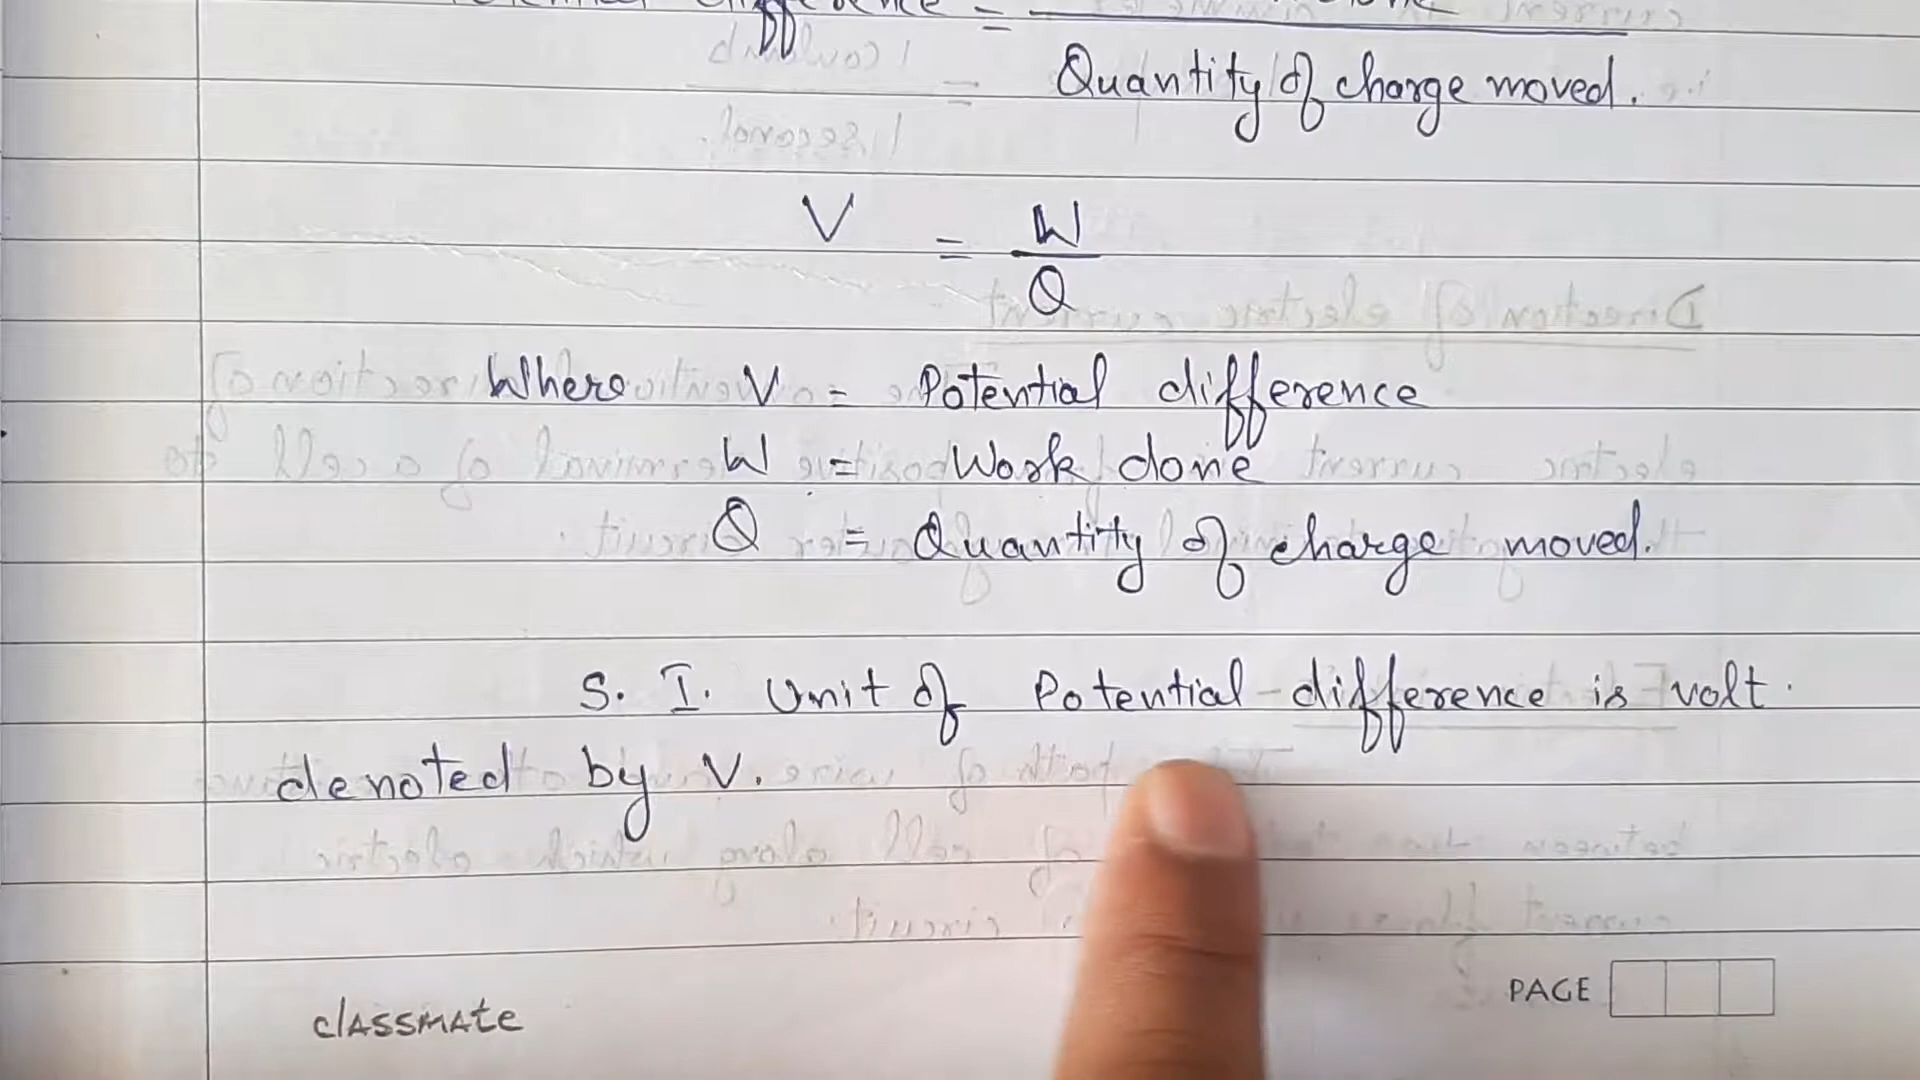 difference =
Quantity of charge moved.
V = W
Q
Where V = Potential difference
W = Work done
Q = Quantity of charge moved.
S. I. Unit of Potential difference is volt.
denoted by V.
classmate
PAGE